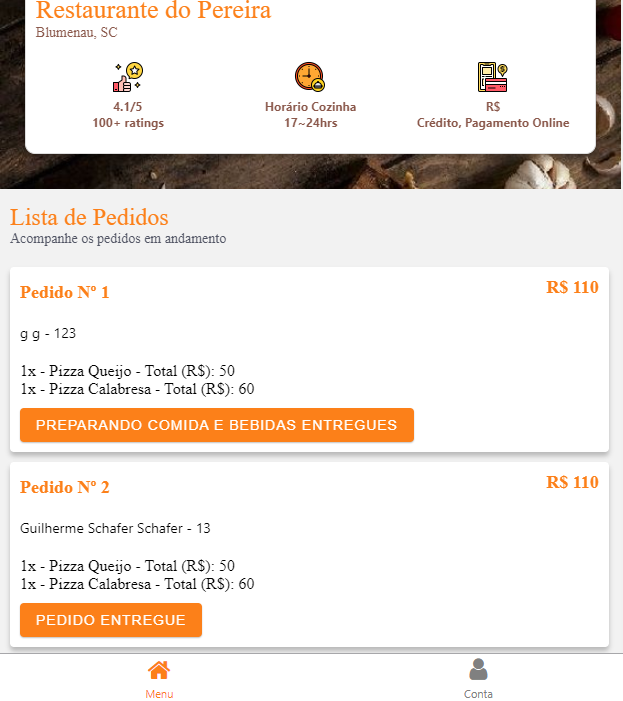 Restaurante do Pereira
Blumenau, SC
4.1/5
100+ ratings
Horário Cozinha
17~24hrs
R$
Crédito, Pagamento Online
Lista de Pedidos
Acompanhe os pedidos em andamento
Pedido Nº 1
R$ 110
g g - 123
1x - Pizza Queijo - Total (R$): 50
1x - Pizza Calabresa - Total (R$): 60
PREPARANDO COMIDA E BEBIDAS ENTREGUES
Pedido Nº 2
R$ 110
Guilherme Schafer Schafer - 13
1x - Pizza Queijo - Total (R$): 50
1x - Pizza Calabresa - Total (R$): 60
PEDIDO ENTREGUE
Menu
Conta